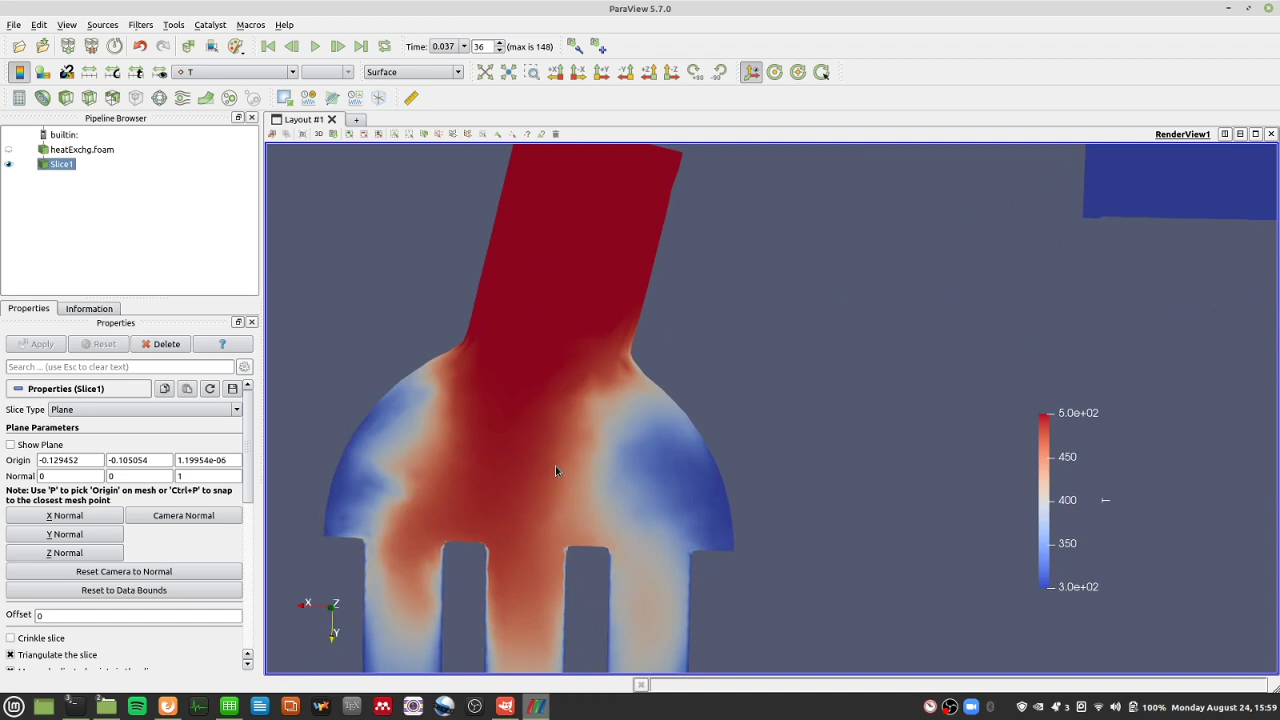 ParaView 5.7.0
File Edit View Sources Filters Tools Catalyst Macros Help
Time: 0.037 36 (max is 148)
T Surface
+X -X +Y -Y +Z -Z
Pipeline Browser
Layout #1
3D RenderView1
builtin:
heatExchg.foam
Slice1
Properties Information
Properties
Apply Reset Delete ?
Search ... (use Esc to clear text)
Properties (Slice1)
Slice Type Plane
Plane Parameters
Show Plane
Origin -0.129452 -0.105054 1.19954e-06
Normal 0 0 1
Note: Use 'P' to pick 'Origin' on mesh or 'Ctrl+P' to snap
to the closest mesh point
X Normal Camera Normal
Y Normal
Z Normal
Reset Camera to Normal
Reset to Data Bounds
Offset 0
Crinkle slice
Triangulate the slice
5.0e+02
450
400 T
350
3.0e+02
X Z
Y
3 100% Monday August 24, 15:59